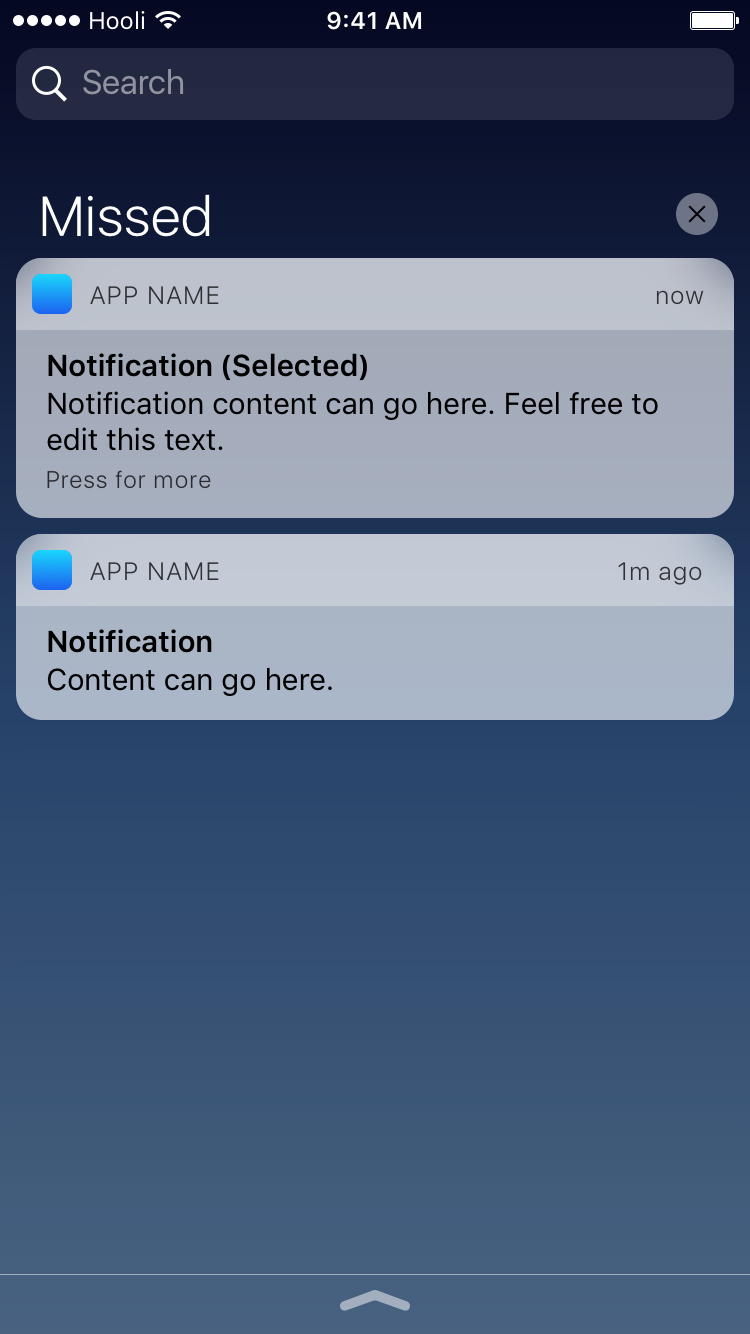 Hooli
9:41 AM
Search
Missed
APP NAME
now
Notification (Selected)
Notification content can go here. Feel free to
edit this text.
Press for more
APP NAME
1m ago
Notification
Content can go here.